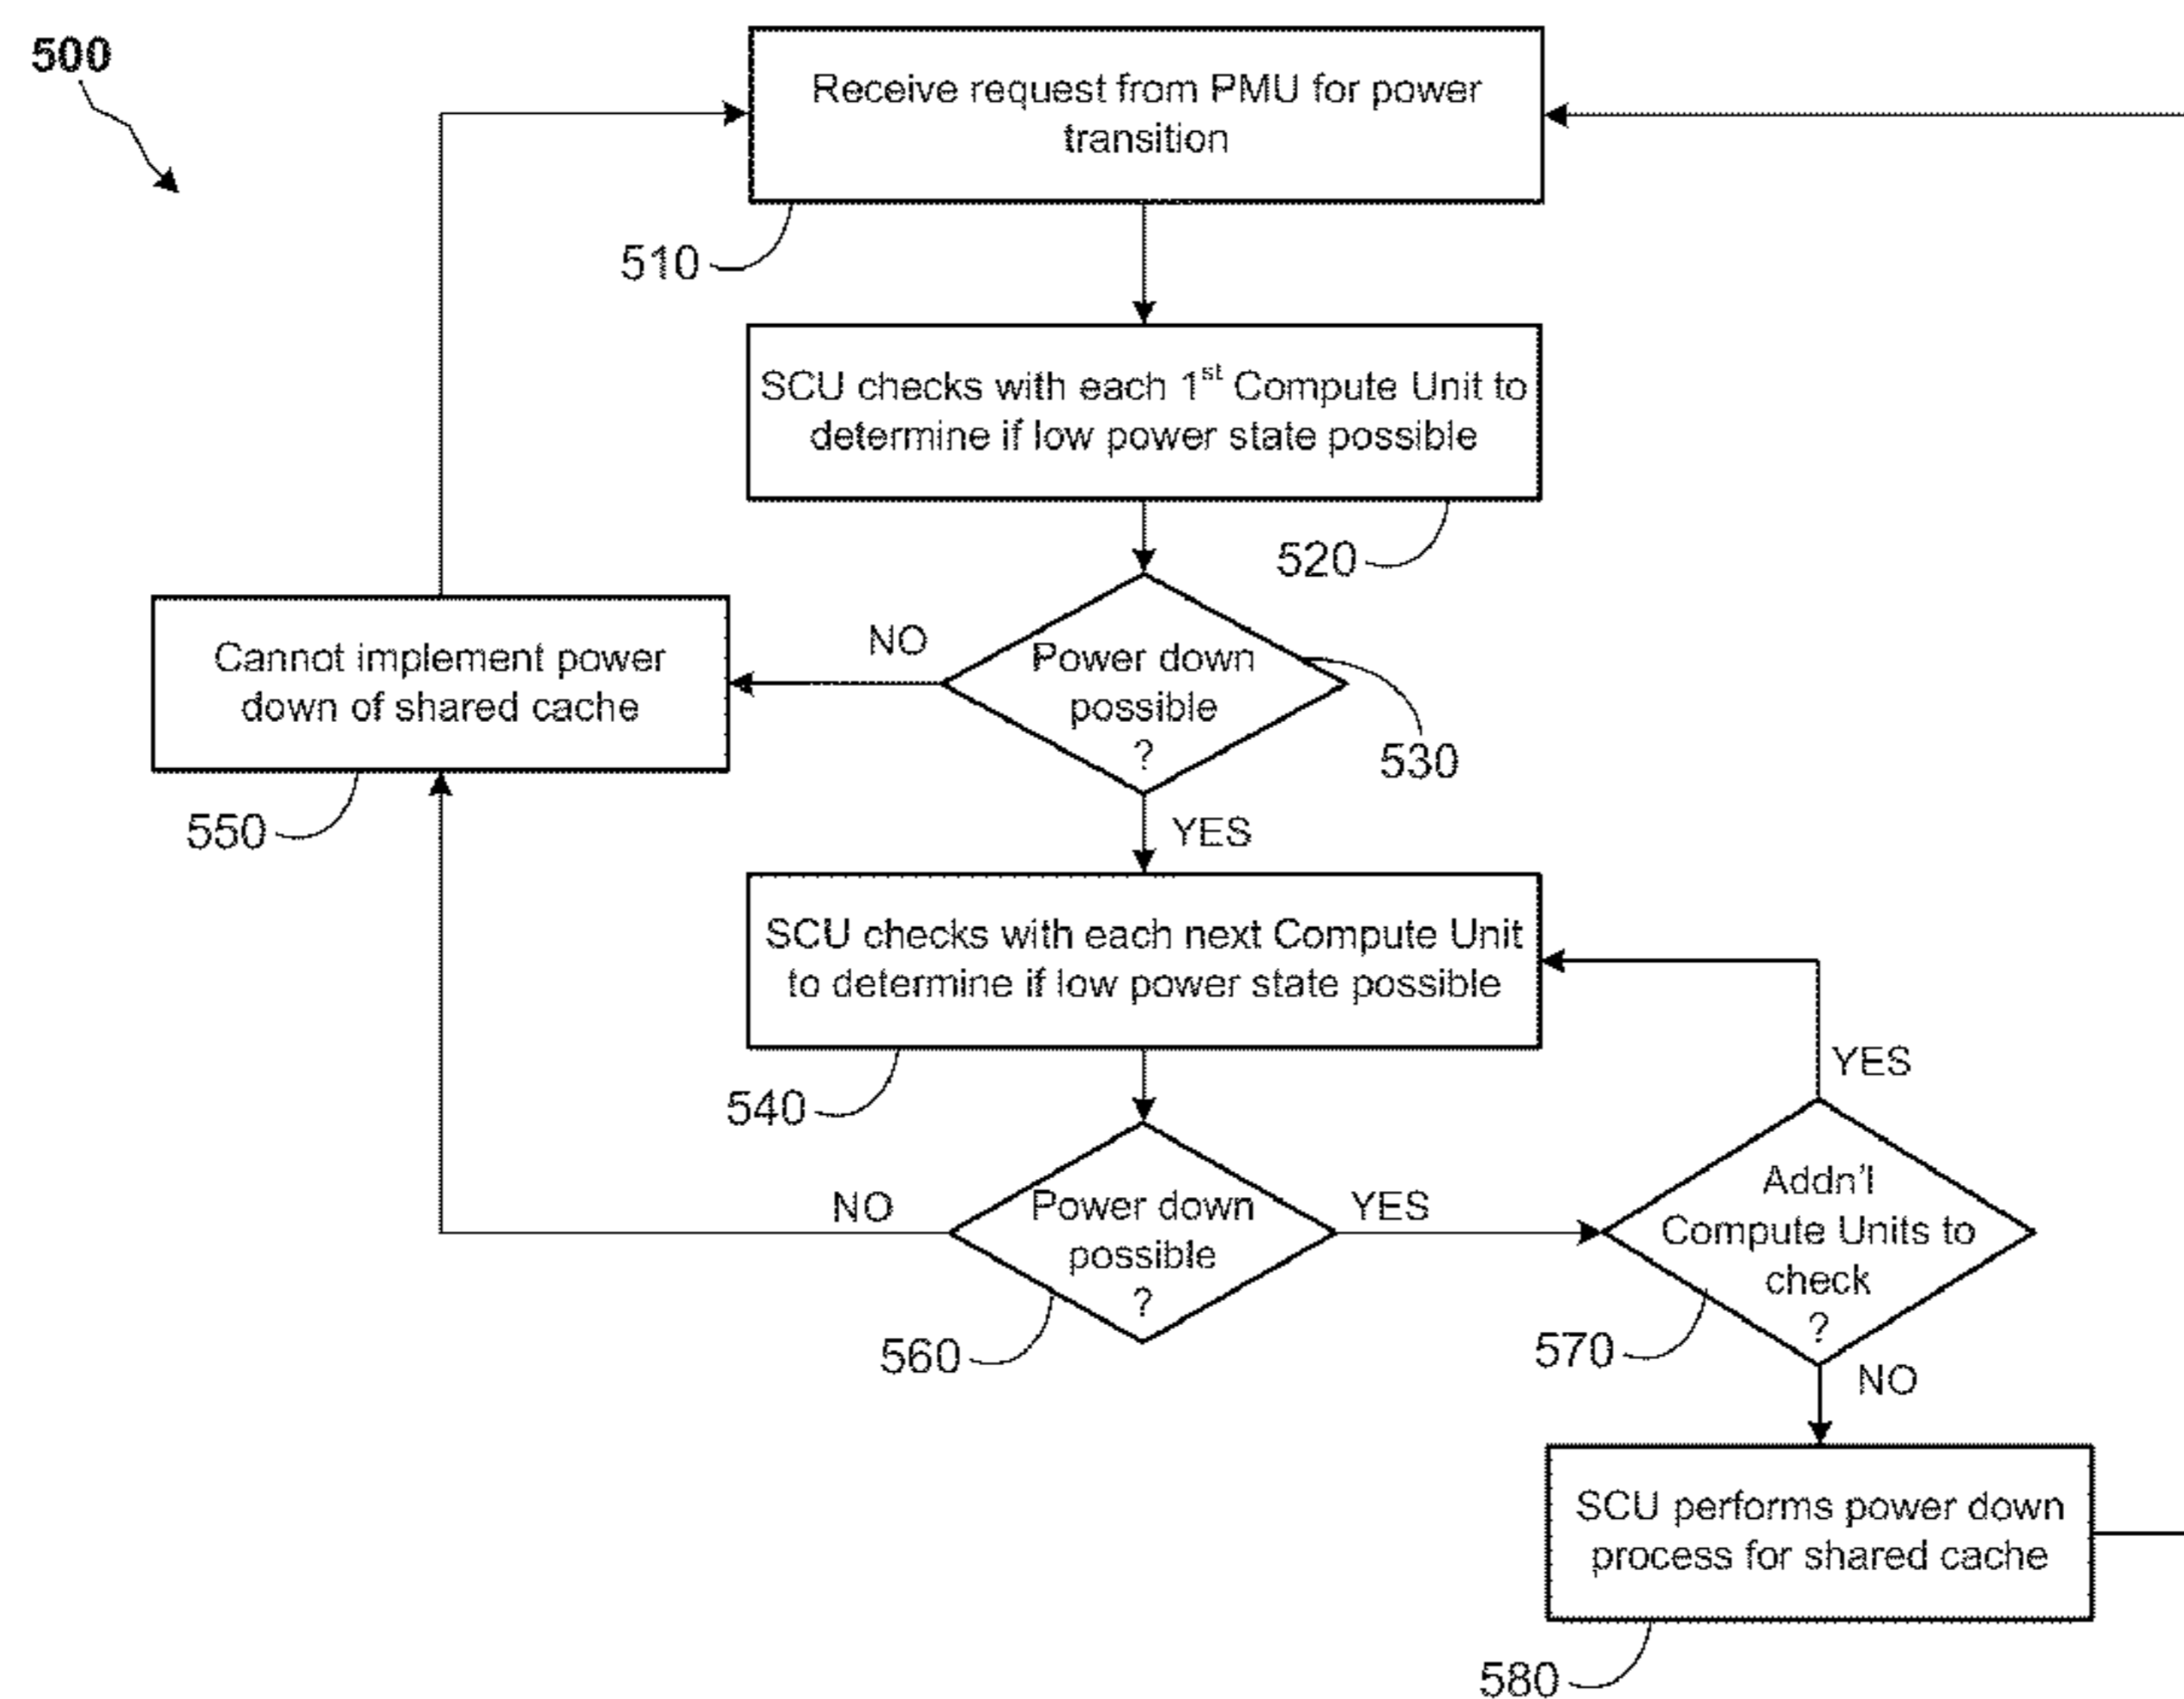 500
Receive request from PMU for power
transition
510
SCU checks with each 1st Compute Unit to
determine if low power state possible
520
Power down
possible
?
530
NO
Cannot implement power
down of shared cache
550
YES
SCU checks with each next Compute Unit
to determine if low power state possible
540
Power down
possible
?
560
NO
YES
Addn'l
Compute Units to
check
?
570
YES
NO
SCU performs power down
process for shared cache
580